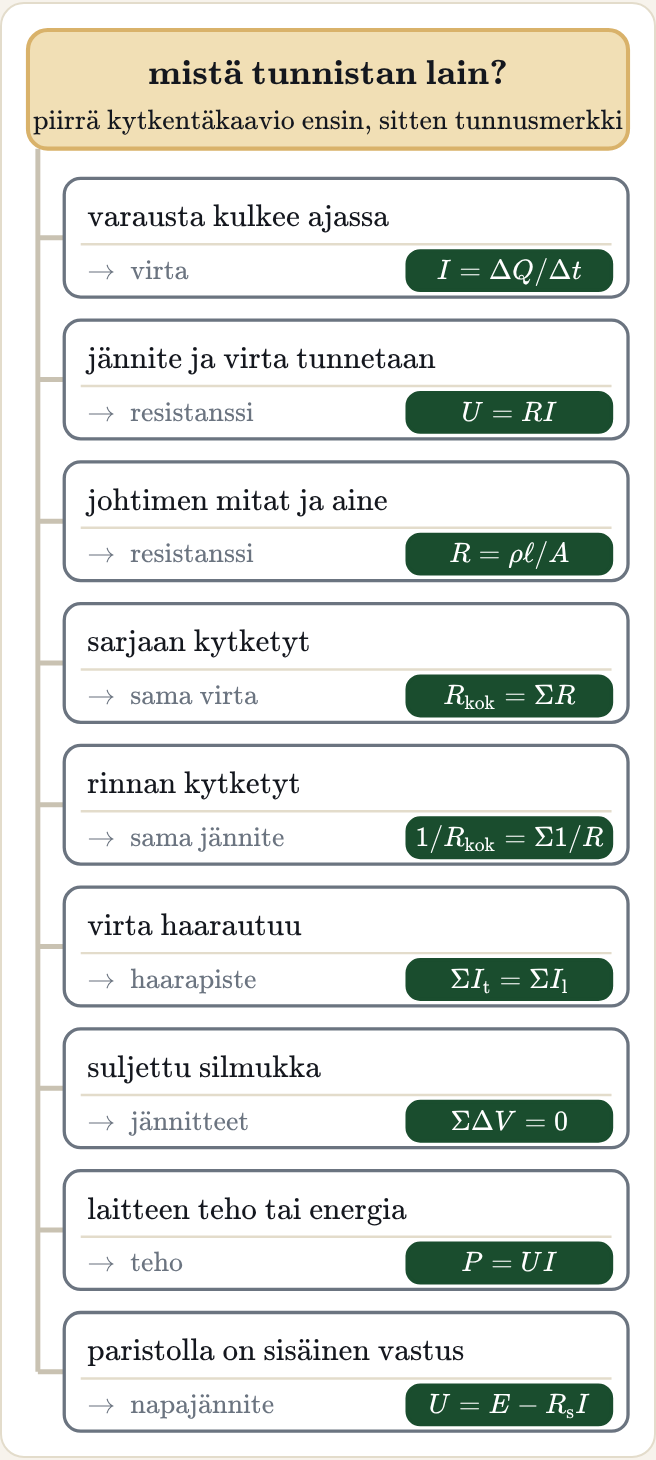 mistä tunnistan lain?
piirrä kytkentäkaavio ensin, sitten tunnusmerkki
varausta kulkee ajassa
→ virta I = ΔQ/Δt
jännite ja virta tunnetaan
→ resistanssi U = RI
johtimen mitat ja aine
→ resistanssi R = ρℓ/A
sarjaan kytketyt
→ sama virta R_kok = ΣR
rinnan kytketyt
→ sama jännite 1/R_kok = Σ1/R
virta haarautuu
→ haarapiste ΣI_t = ΣI_l
suljettu silmukka
→ jännitteet ΣΔV = 0
laitteen teho tai energia
→ teho P = UI
paristolla on sisäinen vastus
→ napajännite U = E − R_sI